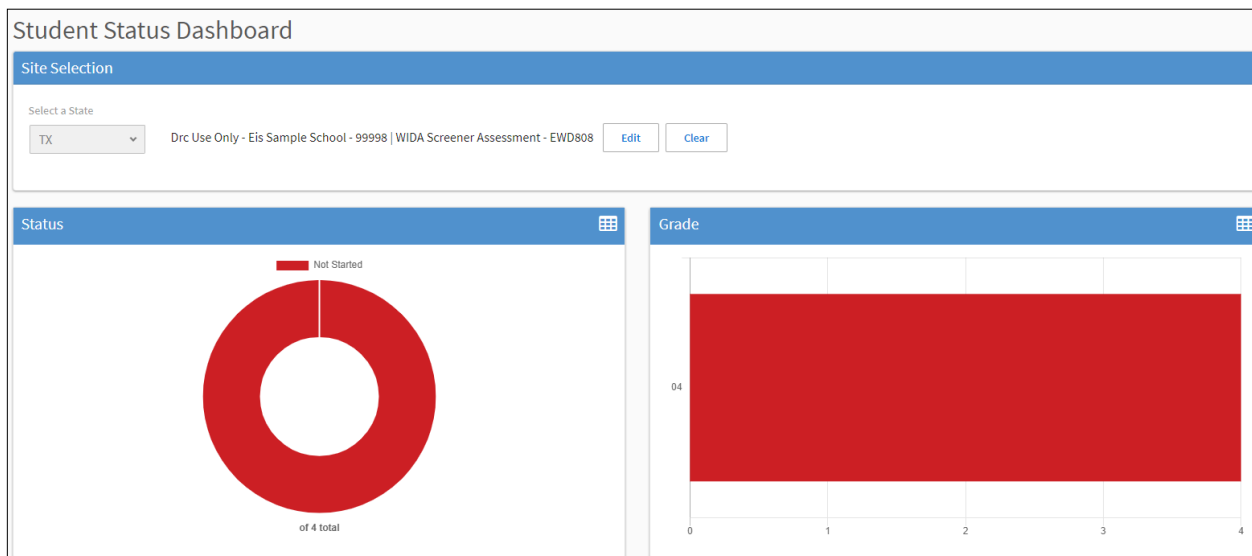 Student Status Dashboard
Site Selection
Select a State
TX
Drc Use Only - Eis Sample School - 99998 | WIDA Screener Assessment - EWD808
Edit
Clear
Status
Not Started
of 4 total
Grade
04
0 1 2 3 4